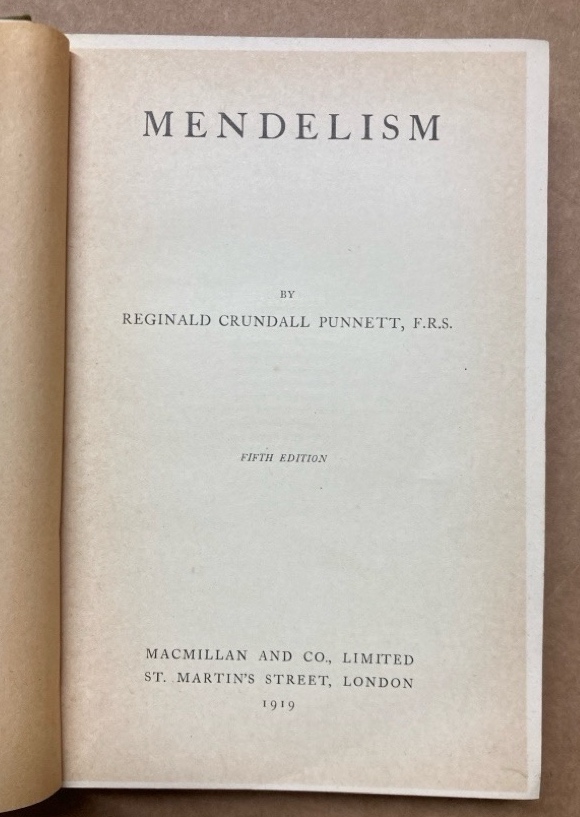 MENDELISM
BY
REGINALD CRUNDALL PUNNETT, F.R.S.
FIFTH EDITION
MACMILLAN AND CO., LIMITED
ST. MARTIN'S STREET, LONDON
1919